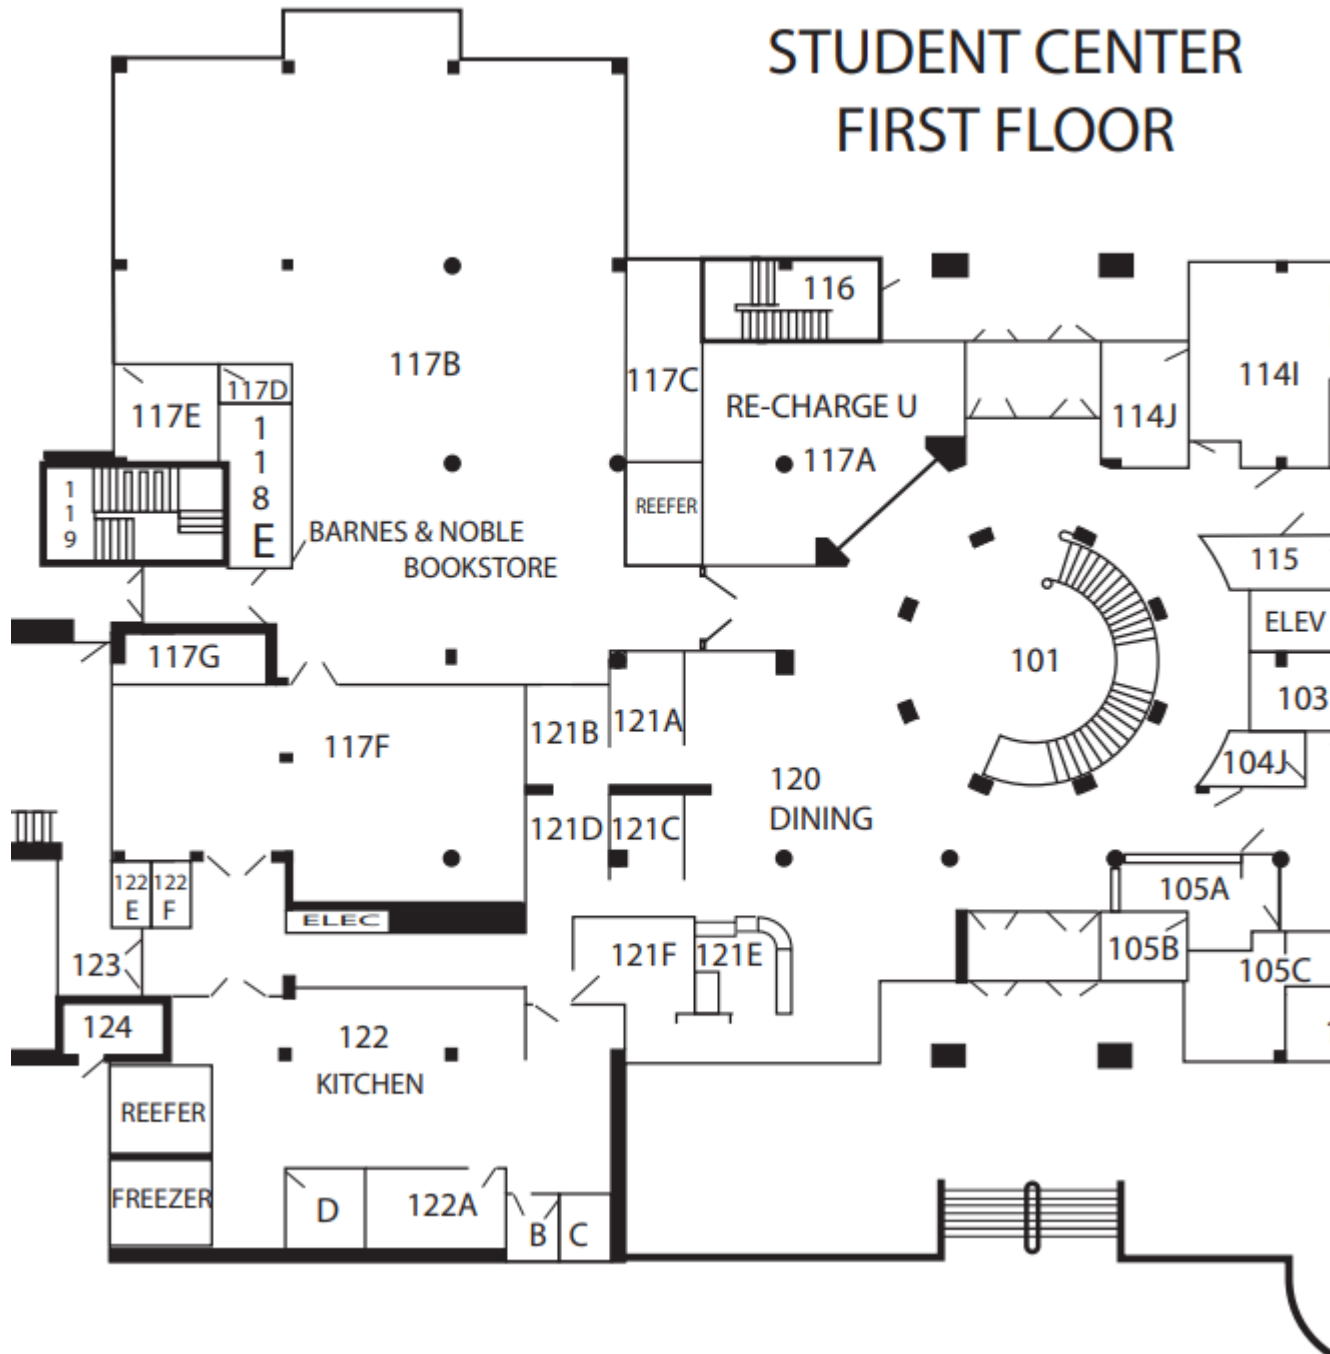 STUDENT CENTER
FIRST FLOOR
116
117B
117C
114I
117D
117E
RE-CHARGE U
114J
1
1
8
E
117A
1
1
9
REEFER
BARNES & NOBLE
BOOKSTORE
115
ELEV
117G
101
103
121A
121B
117F
104J
120
DINING
121D
121C
122
E
122
F
105A
ELEC
121F
121E
105B
105C
123
124
122
KITCHEN
REEFER
FREEZER
D
122A
B
C